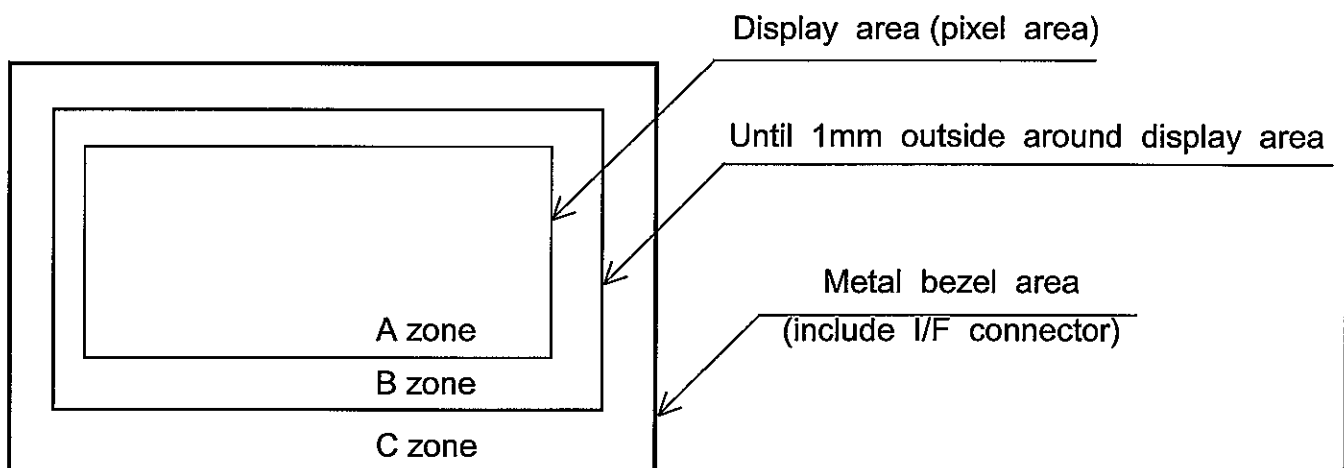 Display area (pixel area)
Until 1mm outside around display area
Metal bezel area
(include I/F connector)
A zone
B zone
C zone